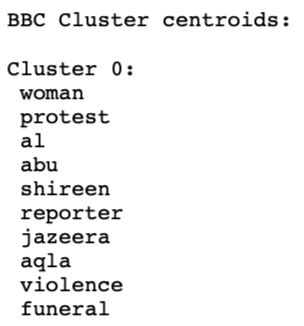 BBC Cluster centroids:
Cluster 0:
woman
protest
al
abu
shireen
reporter
jazeera
aqla
violence
funeral